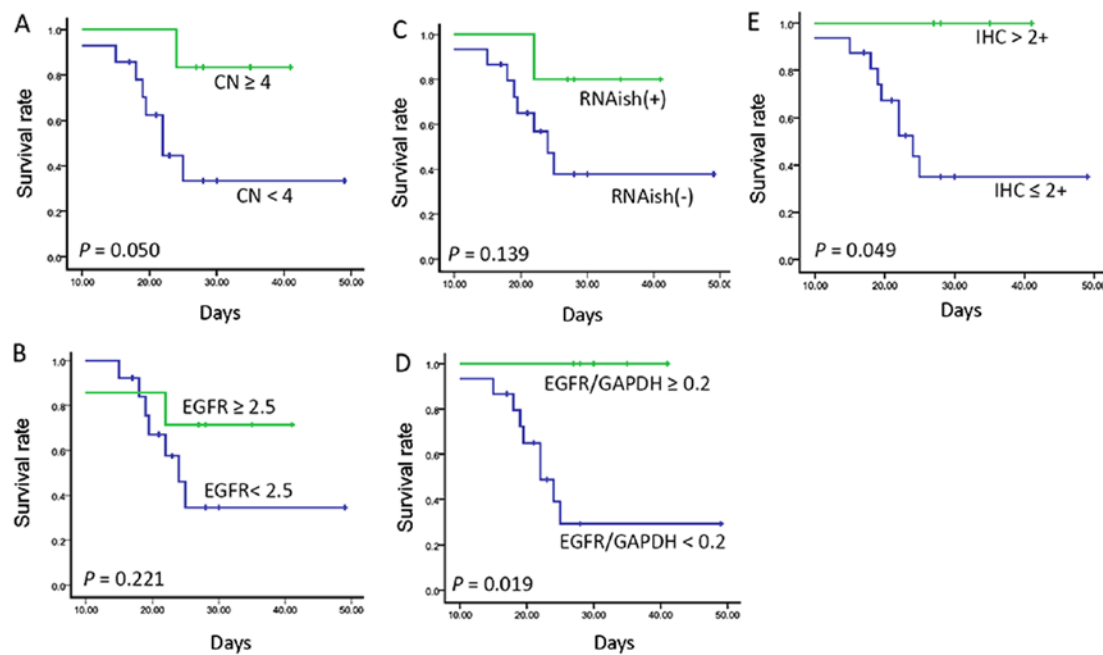 A
1.0
0.8
0.6
0.4
0.2
0.0
Survival rate
CN ≥ 4
CN < 4
P = 0.050
10.00 20.00 30.00 40.00 50.00
Days
C
1.0
0.8
0.6
0.4
0.2
0.0
Survival rate
RNAish(+)
RNAish(-)
P = 0.139
10.00 20.00 30.00 40.00 50.00
Days
E
1.0
0.8
0.6
0.4
0.2
0.0
Survival rate
IHC > 2+
IHC ≤ 2+
P = 0.049
10.00 20.00 30.00 40.00 50.00
Days
B
1.0
0.8
0.6
0.4
0.2
0.0
Survival rate
EGFR ≥ 2.5
EGFR< 2.5
P = 0.221
10.00 20.00 30.00 40.00 50.00
Days
D
1.0
0.8
0.6
0.4
0.2
0.0
Survival rate
EGFR/GAPDH ≥ 0.2
EGFR/GAPDH < 0.2
P = 0.019
10.00 20.00 30.00 40.00 50.00
Days